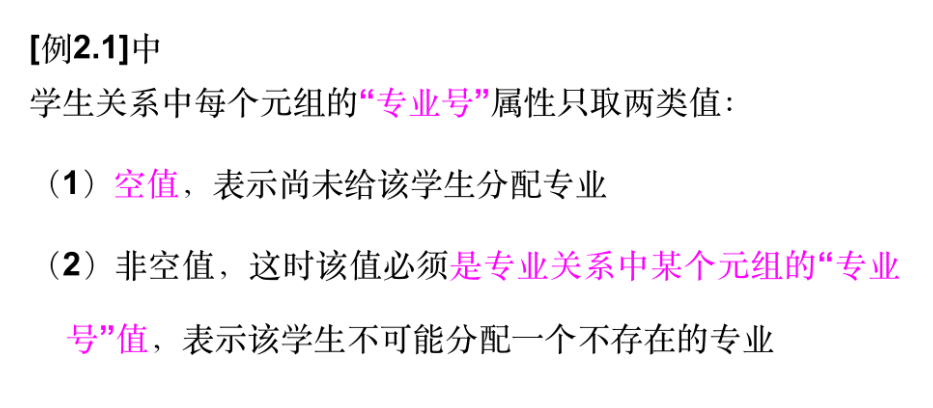 [例2.1]中
学生关系中每个元组的“专业号”属性只取两类值：
（1）空值，表示尚未给该学生分配专业
（2）非空值，这时该值必须是专业关系中某个元组的“专业
号”值，表示该学生不可能分配一个不存在的专业